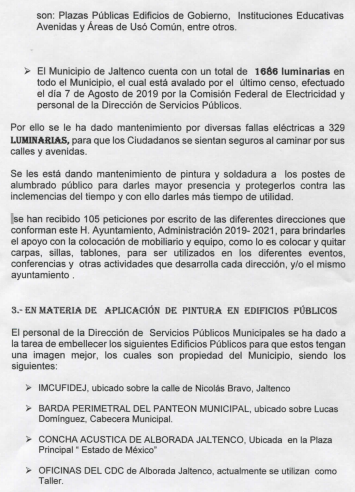 son: Plazas Públicas Edificios de Gobierno, Instituciones Educativas
Avenidas y Áreas de Usó Común, entre otros.
➢ El Municipio de Jaltenco cuenta con un total de 1686 luminarias en
todo el Municipio, el cual está avalado por el último censo, efectuado
el día 7 de Agosto de 2019 por la Comisión Federal de Electricidad y
personal de la Dirección de Servicios Públicos.
Por ello se le ha dado mantenimiento por diversas fallas eléctricas a 329
LUMINARIAS, para que los Ciudadanos se sientan seguros al caminar por sus
calles y avenidas.
Se les está dando mantenimiento de pintura y soldadura a los postes de
alumbrado público para darles mayor presencia y protegerlos contra las
inclemencias del tiempo y con ello darles más tiempo de utilidad.
se han recibido 105 peticiones por escrito de las diferentes direcciones que
conforman este H. Ayuntamiento, Administración 2019- 2021, para brindarles
el apoyo con la colocación de mobiliario y equipo, como lo es colocar y quitar
carpas, sillas, tablones, para ser utilizados en los diferentes eventos,
conferencias y otras actividades que desarrolla cada dirección, y/o el mismo
ayuntamiento .
3.- EN MATERIA DE APLICACIÓN DE PINTURA EN EDIFICIOS PÚBLICOS
El personal de la Dirección de Servicios Públicos Municipales se ha dado a
la tarea de embellecer los siguientes Edificios Públicos para que estos tengan
una imagen mejor, los cuales son propiedad del Municipio, siendo los
siguientes:
➢ IMCUFIDEJ, ubicado sobre la calle de Nicolás Bravo, Jaltenco
➢ BARDA PERIMETRAL DEL PANTEON MUNICIPAL, ubicado sobre Lucas
Domínguez, Cabecera Municipal.
➢ CONCHA ACUSTICA DE ALBORADA JALTENCO, Ubicada en la Plaza
Principal " Estado de México"
➢ OFICINAS DEL CDC de Alborada Jaltenco, actualmente se utilizan como
Taller.